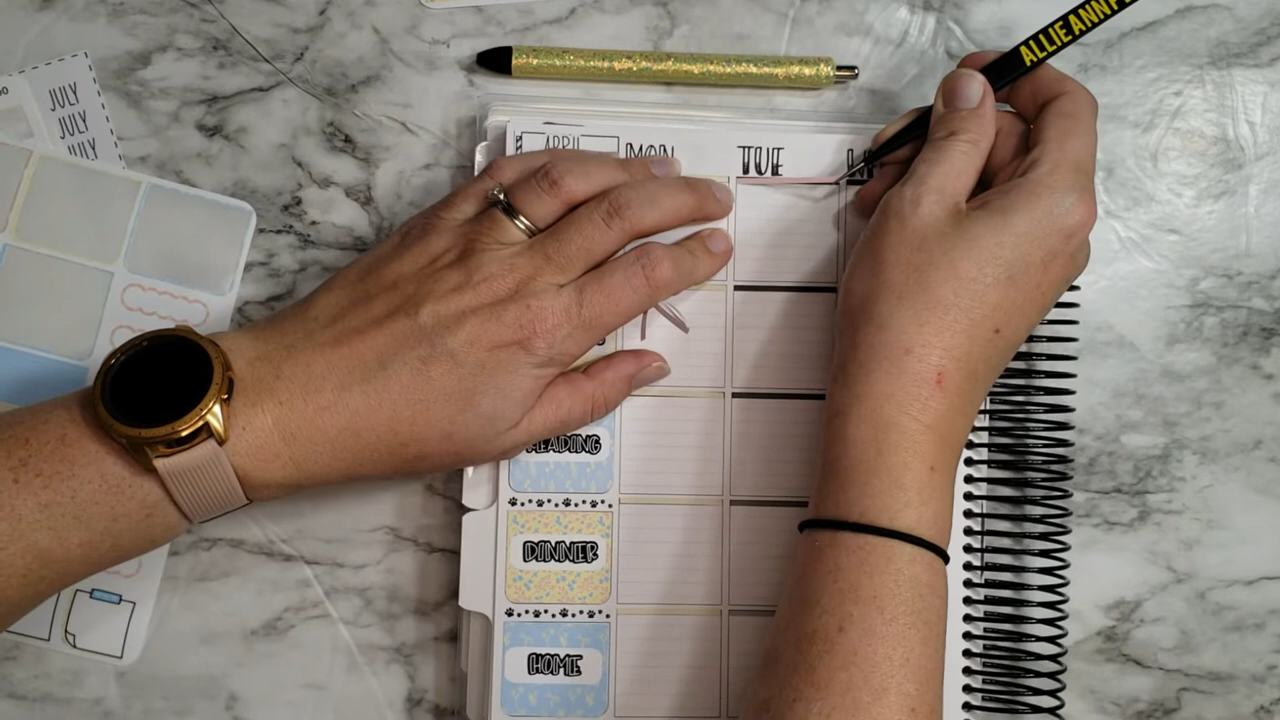 JULY
JULY
JULY
ALLIE ANN
APRIL
MON
TUE
READING
DINNER
HOME